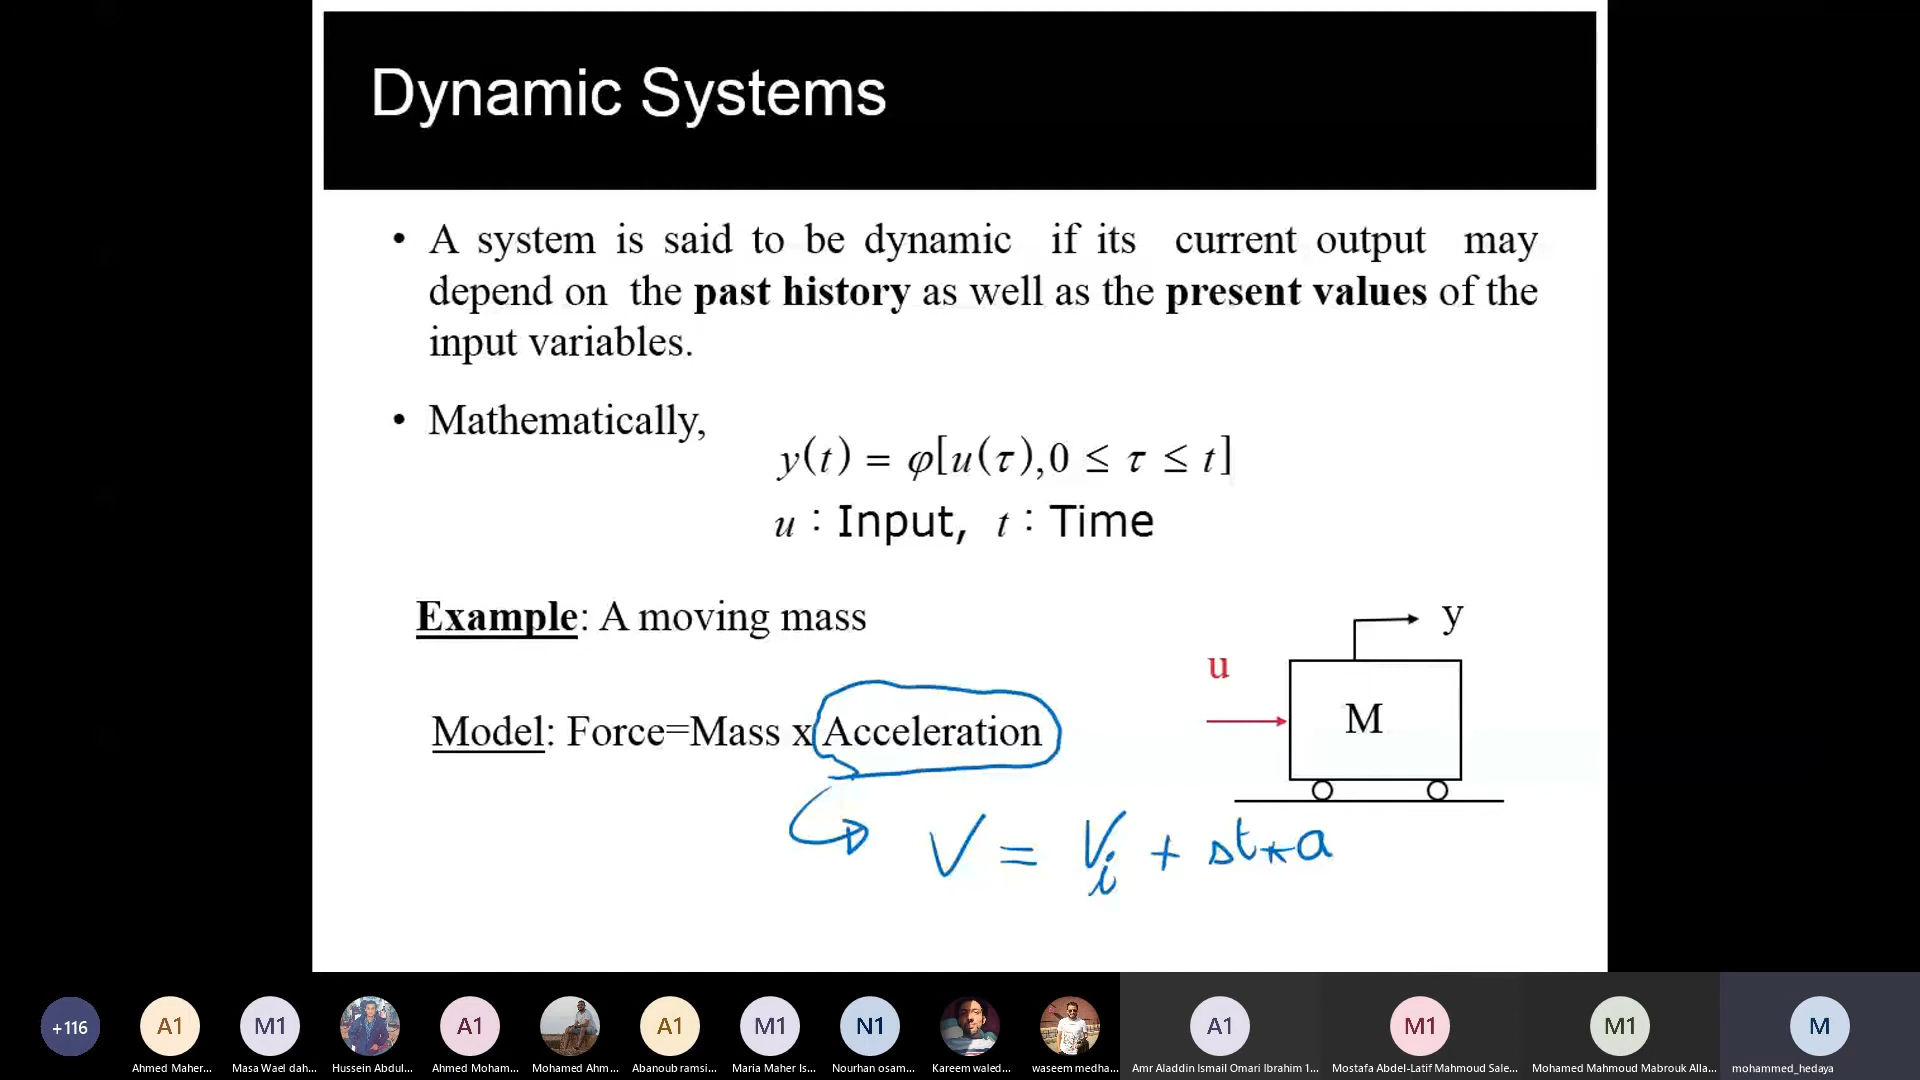 Dynamic Systems
• A system is said to be dynamic if its current output may
depend on the past history as well as the present values of the
input variables.
• Mathematically,
y(t) = φ[u(τ),0 ≤ τ ≤ t]
u : Input, t : Time
Example: A moving mass
y
u
M
Model: Force=Mass x Acceleration
V = Vi + Δt*a
+116
A1
M1
A1
A1
M1
N1
A1
M1
M1
M
Ahmed Maher...
Masa Wael dah...
Hussein Abdul...
Ahmed Moham...
Mohamed Ahm...
Abanoub ramsi...
Maria Maher Is...
Nourhan osam...
Kareem waled...
waseem medha...
Amr Aladdin Ismail Omari Ibrahim 1...
Mostafa Abdel-Latif Mahmoud Sale...
Mohamed Mahmoud Mabrouk Alla...
mohammed_hedaya